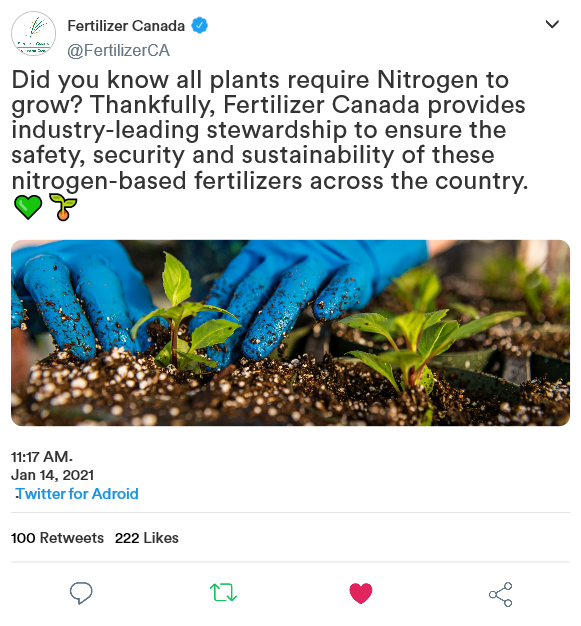 Fertilizer Canada
@FertilizerCA
Did you know all plants require Nitrogen to
grow? Thankfully, Fertilizer Canada provides
industry-leading stewardship to ensure the
safety, security and sustainability of these
nitrogen-based fertilizers across the country.
💚 🌱
11:17 AM.
Jan 14, 2021
.Twitter for Adroid
100 Retweets 222 Likes